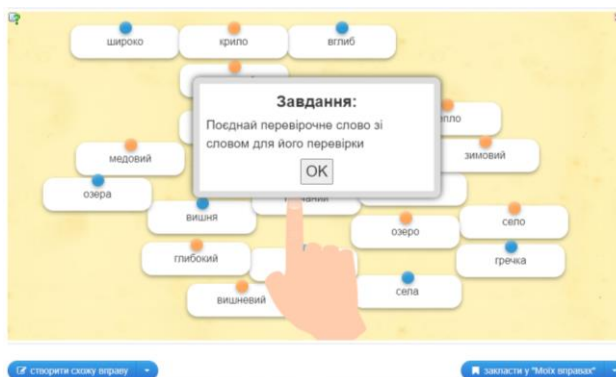 широко крило вглиб
Завдання:
Поєднай перевірочне слово зі
словом для його перевірки
OK
медовий
зимовий
озера
вишня
озеро
село
глибокий
гречка
вишневий
села
створити схожу вправу
закласти у "Моїх вправах"